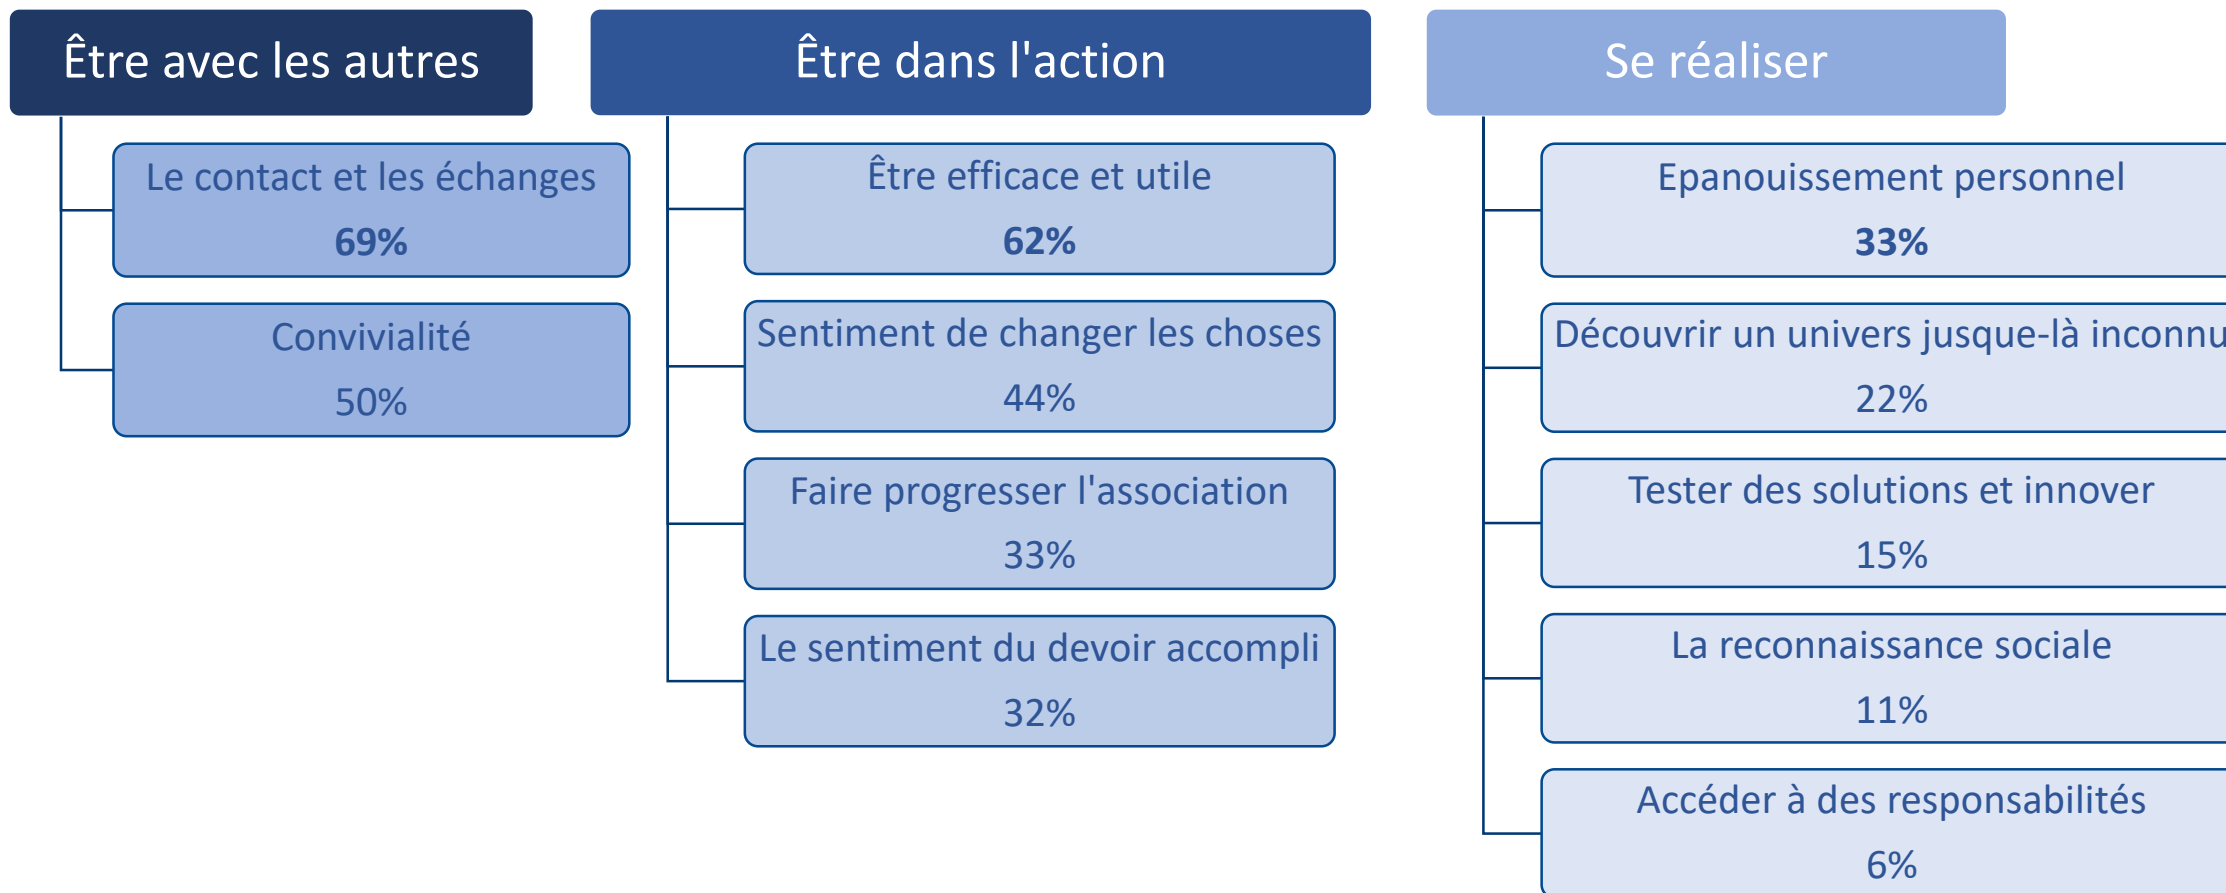 Être avec les autres
Le contact et les échanges
69%
Convivialité
50%
Être dans l'action
Être efficace et utile
62%
Sentiment de changer les choses
44%
Faire progresser l'association
33%
Le sentiment du devoir accompli
32%
Se réaliser
Epanouissement personnel
33%
Découvrir un univers jusque-là inconnu
22%
Tester des solutions et innover
15%
La reconnaissance sociale
11%
Accéder à des responsabilités
6%